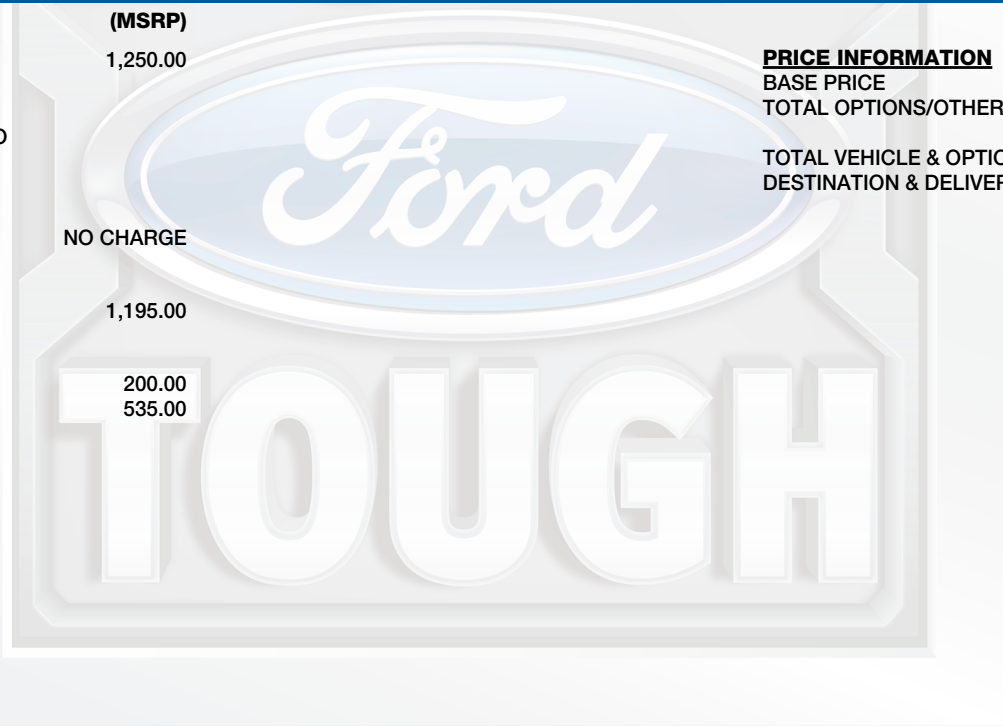 (MSRP)
1,250.00
NO CHARGE
1,195.00
200.00
535.00
PRICE INFORMATION
BASE PRICE
TOTAL OPTIONS/OTHER
TOTAL VEHICLE & OPTIO
DESTINATION & DELIVER
Ford
TOUGH